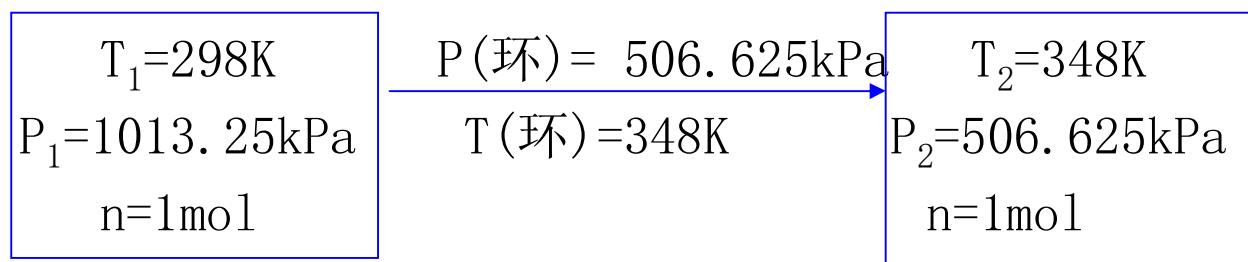 T₁=298K
P₁=1013.25kPa
n=1mol
P(环)= 506.625kPa
T(环)=348K
T₂=348K
P₂=506.625kPa
n=1mol